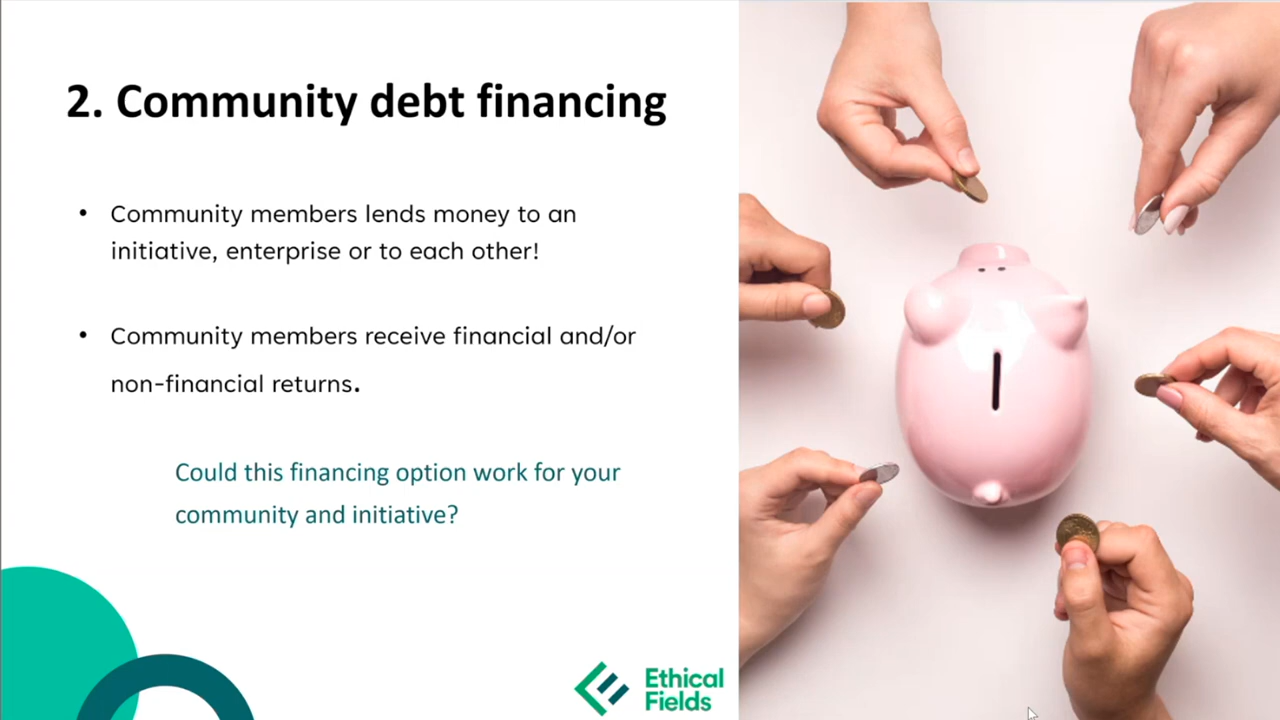 2. Community debt financing
• Community members lends money to an
initiative, enterprise or to each other!
• Community members receive financial and/or
non-financial returns.
Could this financing option work for your
community and initiative?
Ethical
Fields